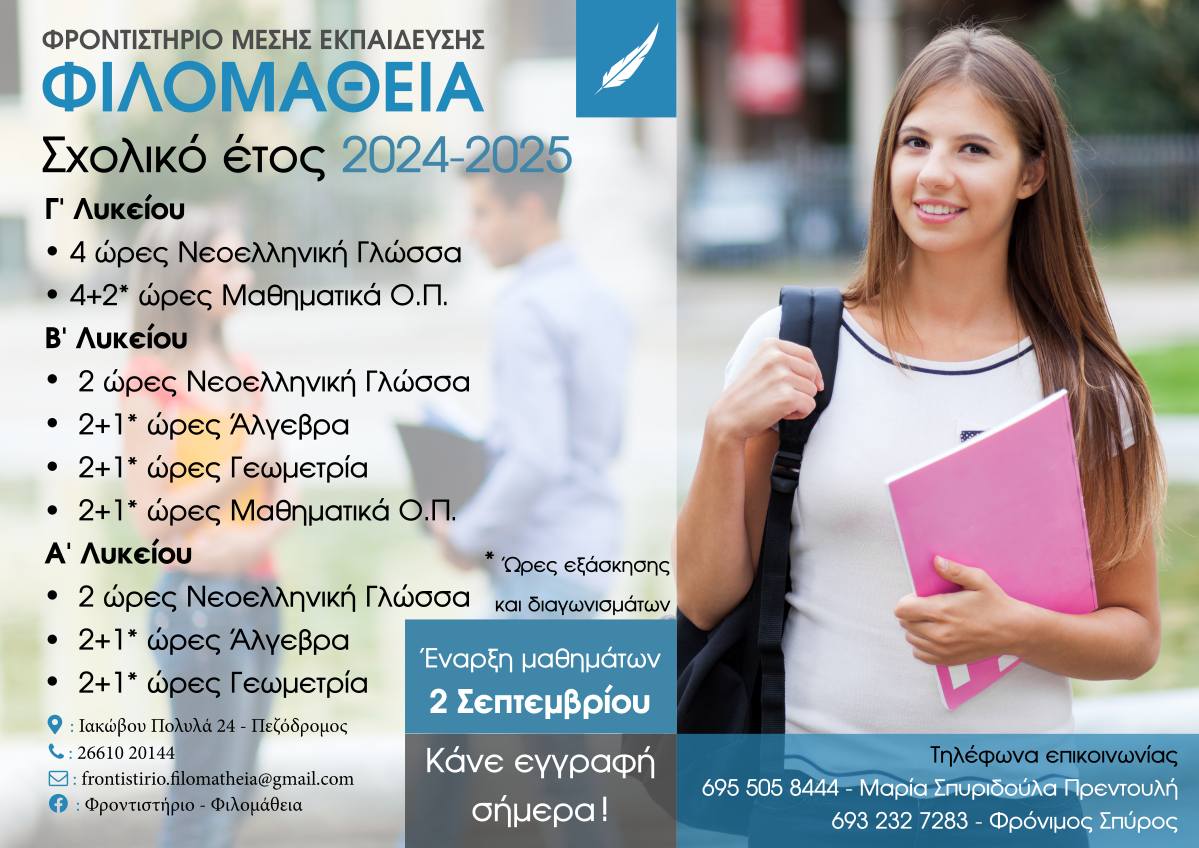 ΦΡΟΝΤΙΣΤΗΡΙΟ ΜΕΣΗΣ ΕΚΠΑΙΔΕΥΣΗΣ
ΦΙΛΟΜΑΘΕΙΑ
Σχολικό έτος 2024-2025
Γ' Λυκείου
• 4 ώρες Νεοελληνική Γλώσσα
• 4+2* ώρες Μαθηματικά Ο.Π.
Β' Λυκείου
• 2 ώρες Νεοελληνική Γλώσσα
• 2+1* ώρες Άλγεβρα
• 2+1* ώρες Γεωμετρία
• 2+1* ώρες Μαθηματικά Ο.Π.
Α' Λυκείου
• 2 ώρες Νεοελληνική Γλώσσα
• 2+1* ώρες Άλγεβρα
• 2+1* ώρες Γεωμετρία
* Ώρες εξάσκησης
και διαγωνισμάτων
: Ιακώβου Πολυλά 24 - Πεζόδρομος
: 26610 20144
: frontistirio.filomatheia@gmail.com
: Φροντιστήριο - Φιλομάθεια
Έναρξη μαθημάτων
2 Σεπτεμβρίου
Κάνε εγγραφή
σήμερα!
Τηλέφωνα επικοινωνίας
695 505 8444 - Μαρία Σπυριδούλα Πρεντουλή
693 232 7283 - Φρόνιμος Σπύρος